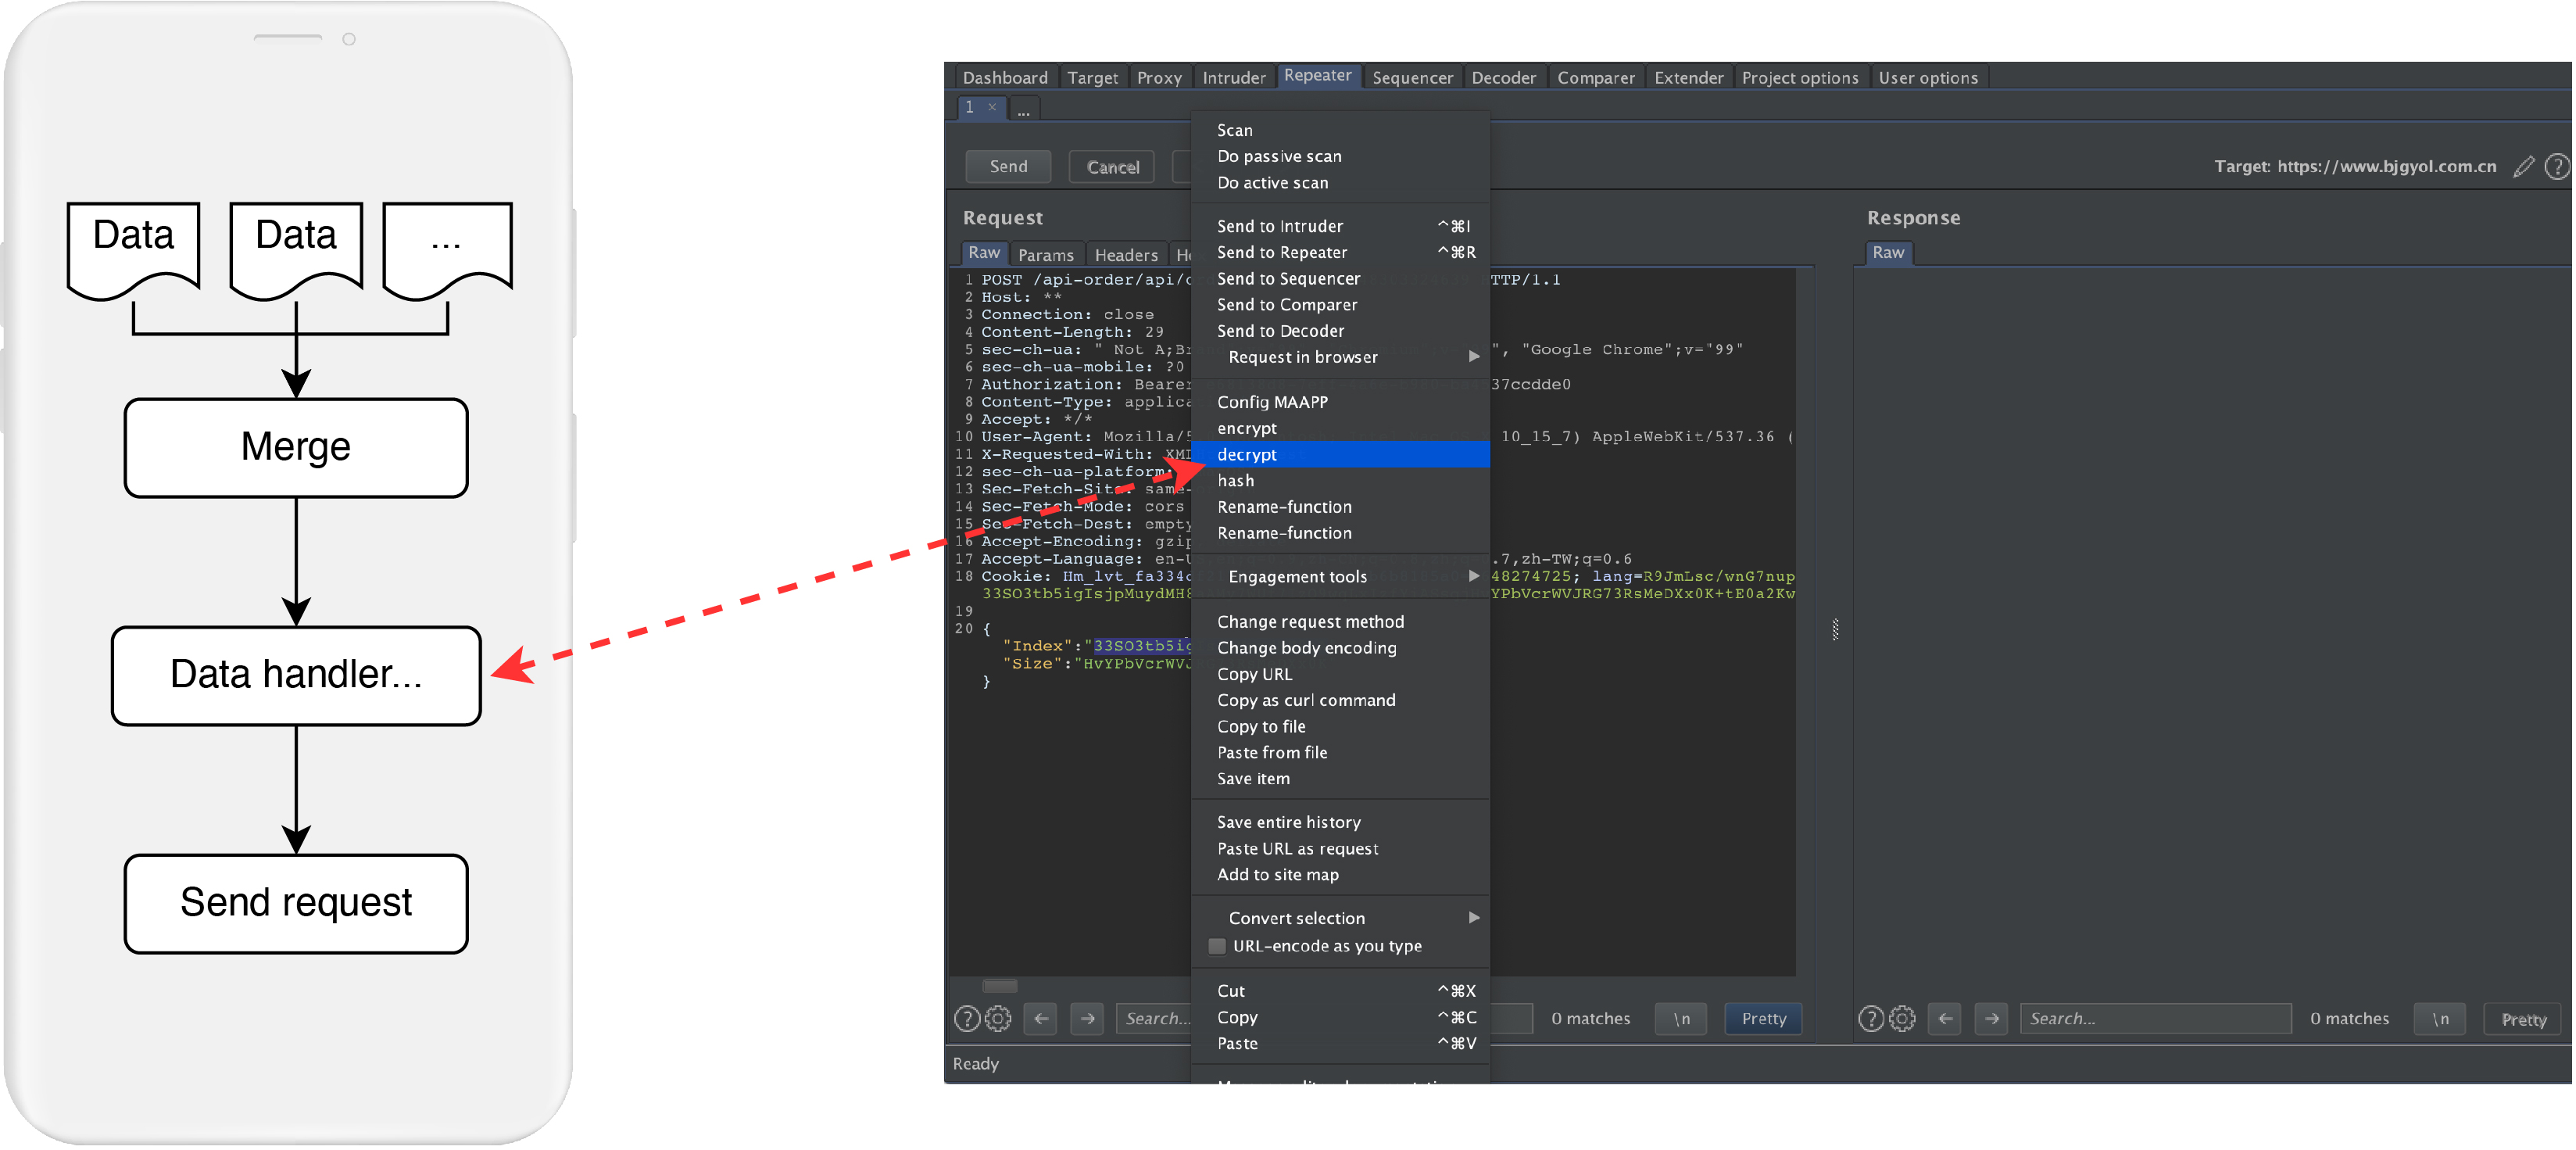 Data
Data
...
Merge
Data handler...
Send request
Dashboard Target Proxy Intruder Repeater Sequencer Decoder Comparer Extender Project options User options
1 × ...
Send Cancel
Target: https://www.bjgyol.com.cn
Request
Raw Params Headers
1 POST /api-order/api/ TTP/1.1
2 Host: **
3 Connection: close
4 Content-Length: 29
5 sec-ch-ua: " Not A;Br ", "Google Chrome";v="99"
6 sec-ch-ua-mobile: ?0
7 Authorization: Bearer 37ccdde0
8 Content-Type: applica
9 Accept: */*
10 User-Agent: Mozilla/5 10_15_7) AppleWebKit/537.36 (
11 X-Requested-With: XM
12 sec-ch-ua-platform:
13 Sec-Fetch-Site: same-
14 Sec-Fetch-Mode: cors
15 Sec-Fetch-Dest: empty
16 Accept-Encoding: gzip
17 Accept-Language: en-U .7,zh-TW;q=0.6
18 Cookie: Hm_lvt_fa334 48274725; lang=R9JmLsc/wnG7nup
33SO3tb5igIsjpMuydMH8 YPbVcrWVJRG73RsMeDXx0K+tE0a2Kw
19
20 {
"Index":"33SO3tb5ig
"Size":"HvYPbVcrWVJ
}
Scan
Do passive scan
Do active scan
Send to Intruder ^⌘I
Send to Repeater ^⌘R
Send to Sequencer
Send to Comparer
Send to Decoder
Request in browser
Config MAAPP
encrypt
decrypt
hash
Rename-function
Rename-function
Engagement tools
Change request method
Change body encoding
Copy URL
Copy as curl command
Copy to file
Paste from file
Save item
Save entire history
Paste URL as request
Add to site map
Convert selection
URL-encode as you type
Cut ^⌘X
Copy ^⌘C
Paste ^⌘V
? Search... 0 matches \n Pretty
Ready
Response
Raw
? Search... 0 matches \n Pretty